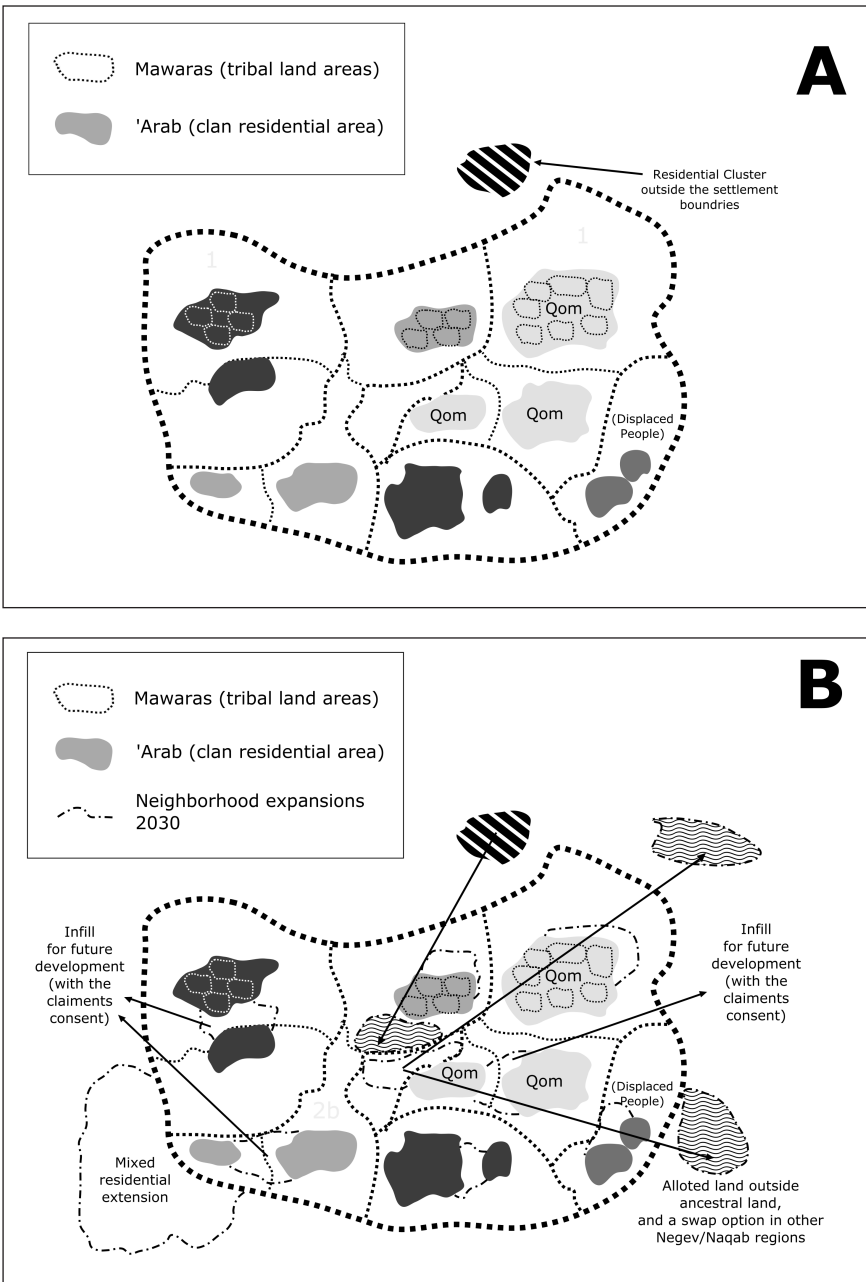 A
Mawaras (tribal land areas)
'Arab (clan residential area)
Residential Cluster
outside the settlement
boundries
1
1
Qom
Qom
Qom
(Displaced
People)
B
Mawaras (tribal land areas)
'Arab (clan residential area)
Neighborhood expansions
2030
Infill
for future
development
(with the
claiments
consent)
Infill
for future
development
(with the
claiments
consent)
Qom
Qom
Qom
(Displaced
People)
2b
Mixed
residential
extension
Alloted land outside
ancestral land,
and a swap option in other
Negev/Naqab regions